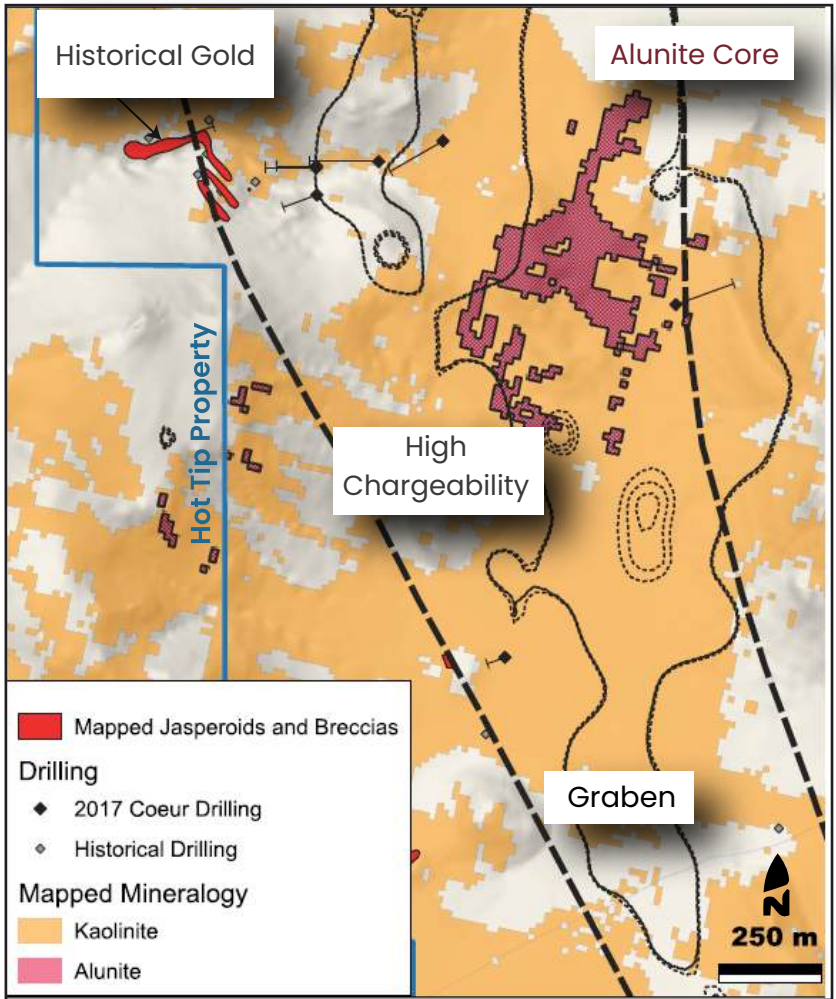 Historical Gold
Alunite Core
Hot Tip Property
High
Chargeability
Graben
Mapped Jasperoids and Breccias
Drilling
2017 Coeur Drilling
Historical Drilling
Mapped Mineralogy
Kaolinite
Alunite
N
250 m